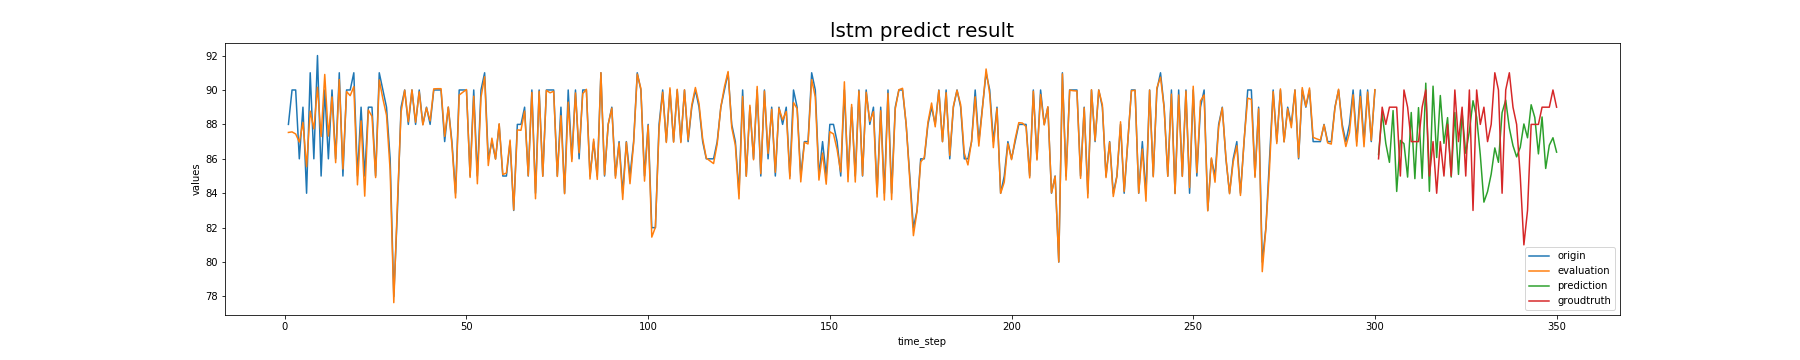 lstm predict result
values
92
90
88
86
84
82
80
78
0
50
100
150
200
250
300
350
time_step
origin
evaluation
prediction
groudtruth